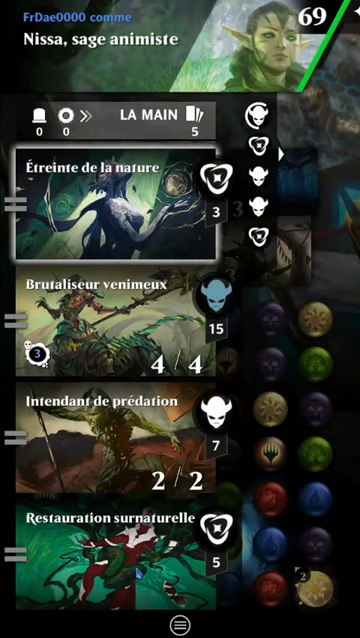 FrDae0000 comme
69
Nissa, sage animiste
0
0
LA MAIN
5
Étreinte de la nature
3
Brutaliseur venimeux
15
3
4 / 4
Intendant de prédation
7
2 / 2
Restauration surnaturelle
5
2